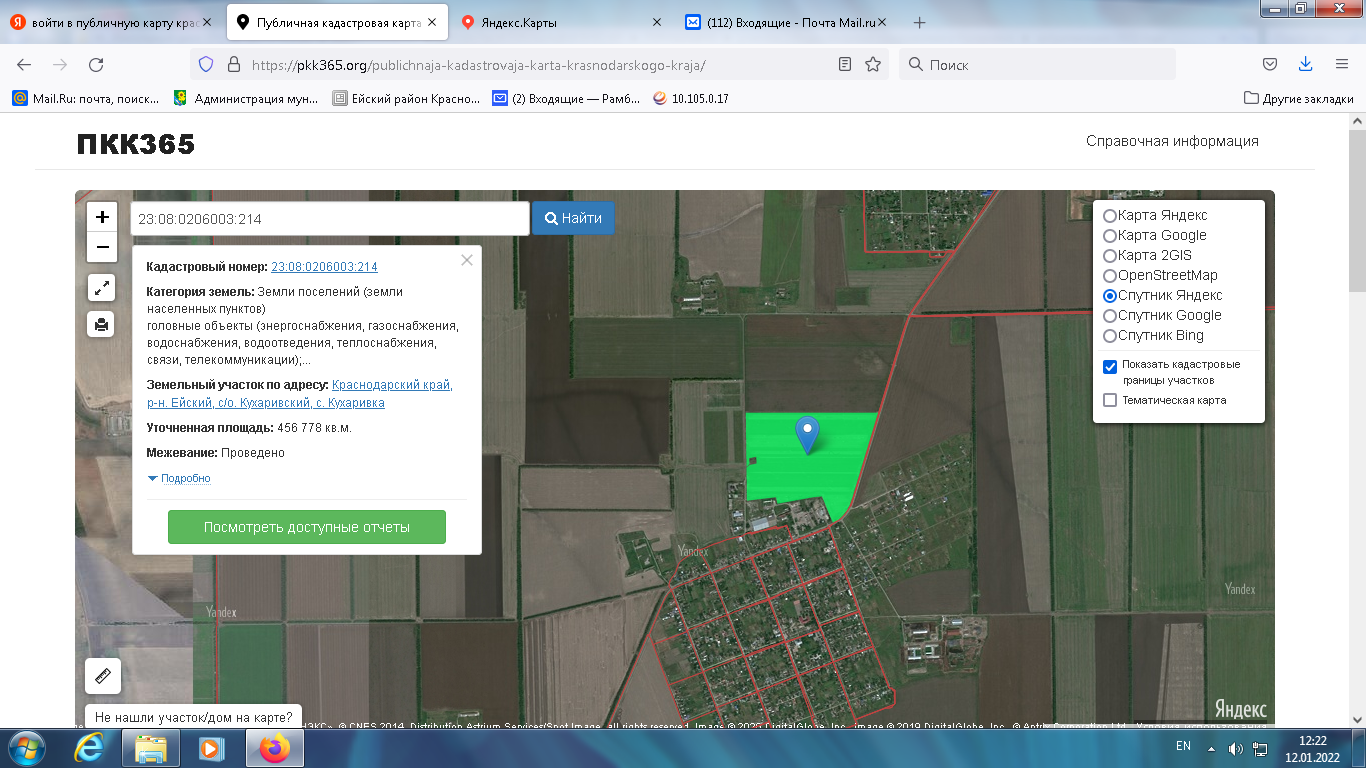 войти в публичную карту крас
Публичная кадастровая карта
Яндекс.Карты
(112) Входящие - Почта Mail.ru
https://pkk365.org/publichnaja-kadastrovaja-karta-krasnodarskogo-kraja/
Поиск
Mail.Ru: почта, поиск...
Администрация мун...
Ейский район Красно...
(2) Входящие — Рамб...
10.105.0.17
Другие закладки
ПКК365
Справочная информация
+
23:08:0206003:214
Найти
−
Кадастровый номер: 23:08:0206003:214
Категория земель: Земли поселений (земли
населенных пунктов)
головные объекты (энергоснабжения, газоснабжения,
водоснабжения, водоотведения, теплоснабжения,
связи, телекоммуникации);...
Земельный участок по адресу: Краснодарский край,
р-н. Ейский, с/о. Кухаривский, с. Кухаривка
Уточненная площадь: 456 778 кв.м.
Межевание: Проведено
Подробно
Посмотреть доступные отчеты
Карта Яндекс
Карта Google
Карта 2GIS
OpenStreetMap
Спутник Яндекс
Спутник Google
Спутник Bing
Показать кадастровые
границы участков
Тематическая карта
Yandex
Yandex
Yandex
Яндекс
Не нашли участок/дом на карте?
EN
12:22
12.01.2022